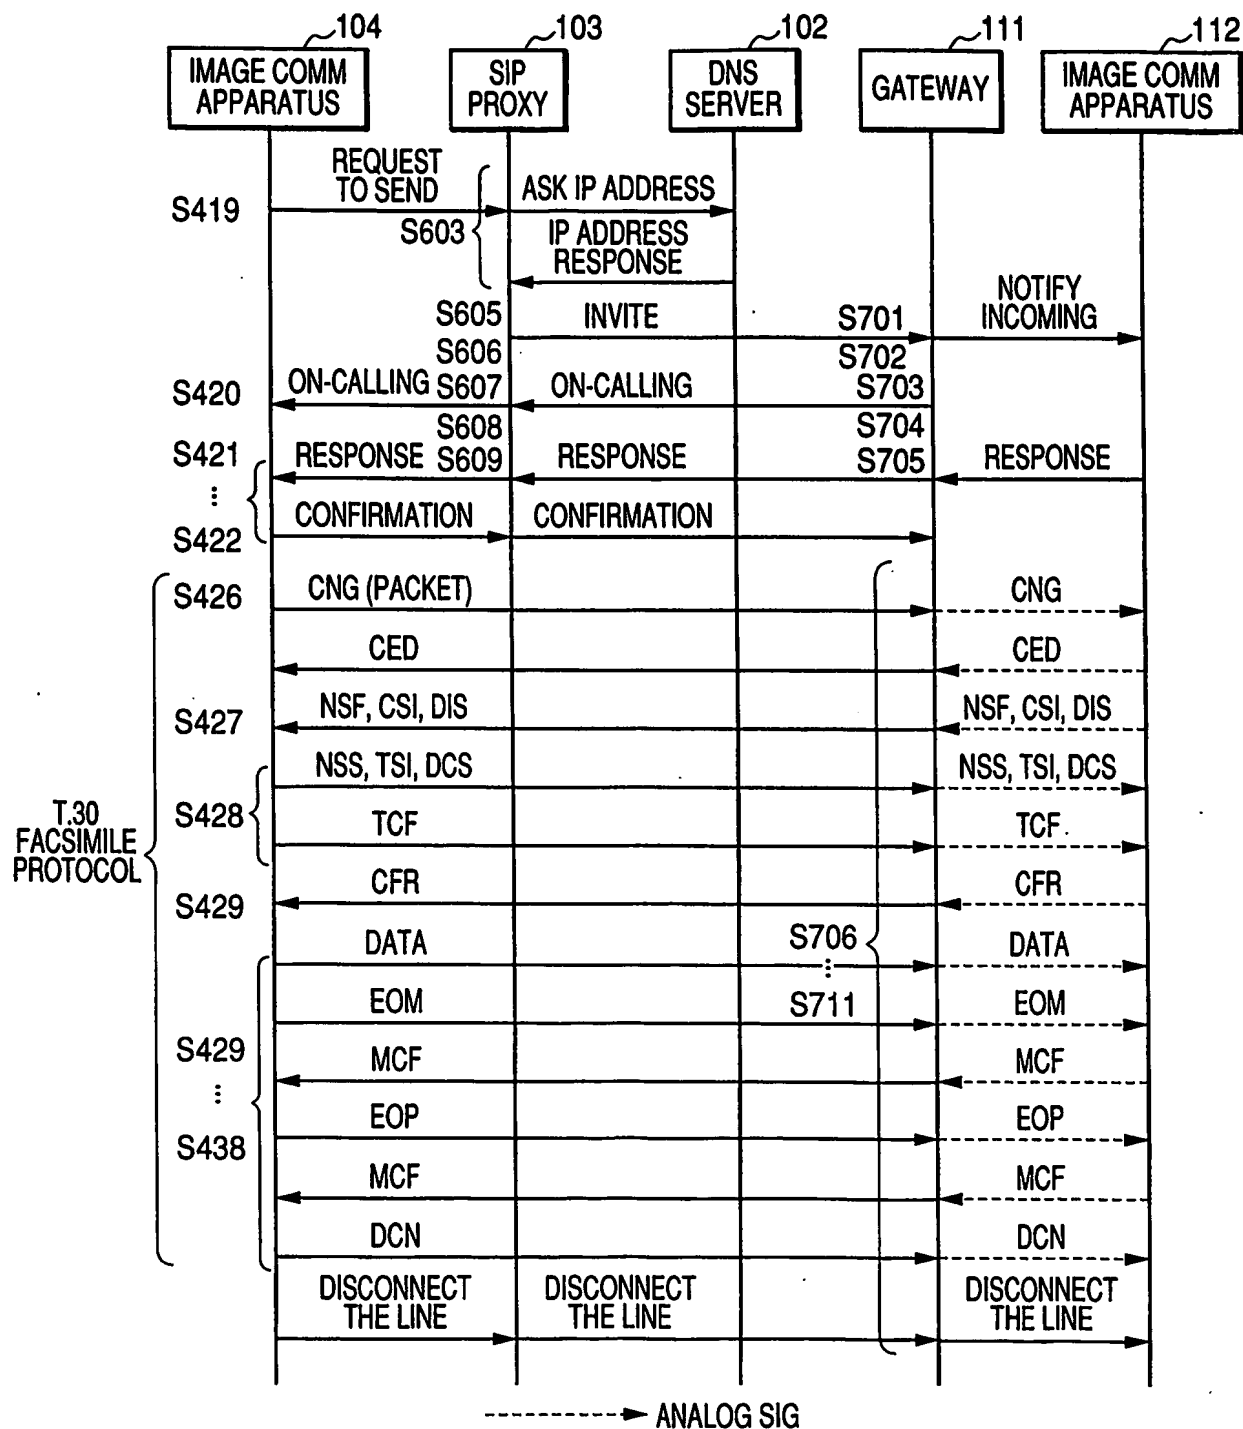 104
103
102
111
112
IMAGE COMM
APPARATUS
SIP
PROXY
DNS
SERVER
GATEWAY
IMAGE COMM
APPARATUS
REQUEST
TO SEND
ASK IP ADDRESS
S419
S603
IP ADDRESS
RESPONSE
NOTIFY
INCOMING
S605
INVITE
S701
S606
S702
S420
ON-CALLING
S607
ON-CALLING
S703
S608
S704
S421
RESPONSE
S609
RESPONSE
S705
RESPONSE
⋮
CONFIRMATION
CONFIRMATION
S422
S426
CNG (PACKET)
CNG
CED
CED
S427
NSF, CSI, DIS
NSF, CSI, DIS
NSS, TSI, DCS
NSS, TSI, DCS
T.30
FACSIMILE
PROTOCOL
S428
TCF
TCF
S429
CFR
CFR
DATA
S706
DATA
⋮
EOM
S711
EOM
S429
⋮
S438
MCF
MCF
EOP
EOP
MCF
MCF
DCN
DCN
DISCONNECT
THE LINE
DISCONNECT
THE LINE
DISCONNECT
THE LINE
ANALOG SIG